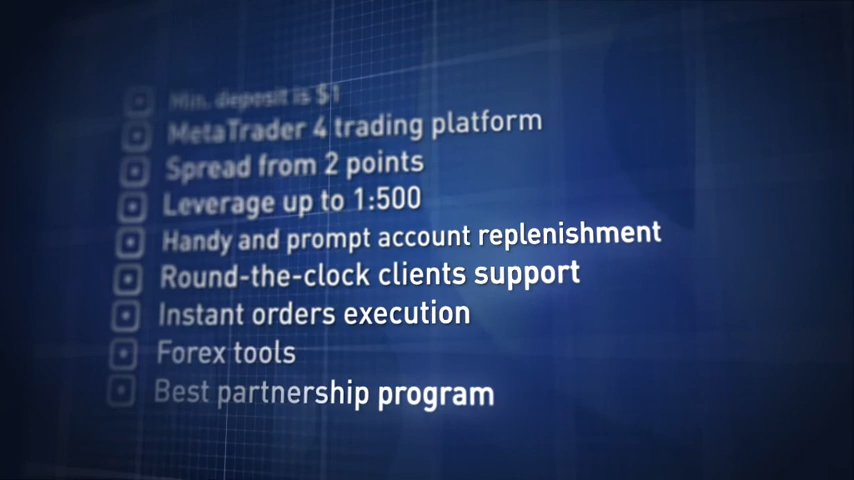 Min. deposit is $1
MetaTrader 4 trading platform
Spread from 2 points
Leverage up to 1:500
Handy and prompt account replenishment
Round-the-clock clients support
Instant orders execution
Forex tools
Best partnership program